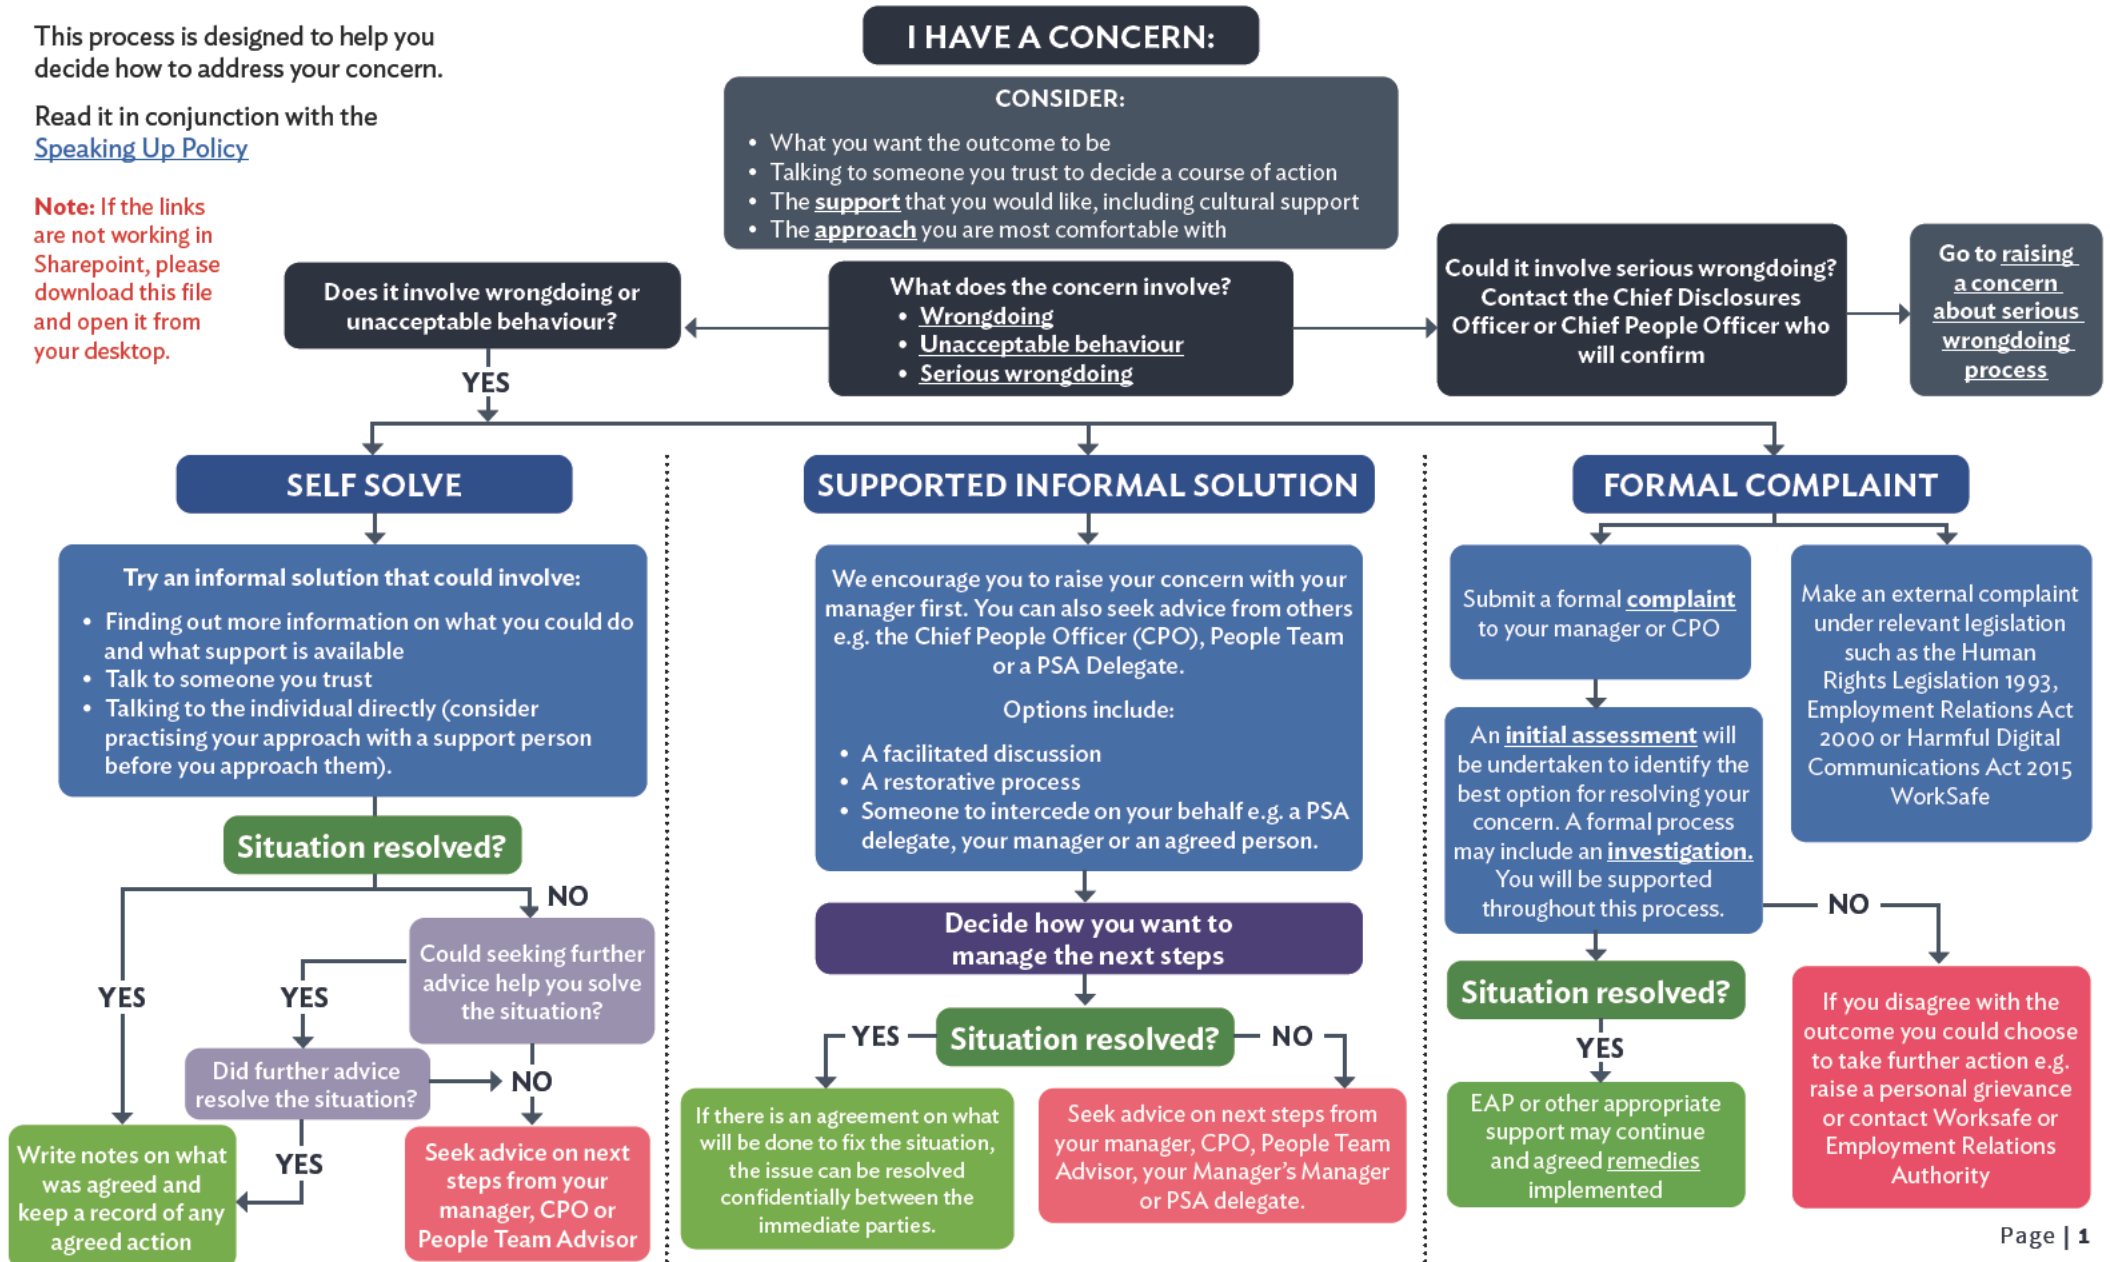 This process is designed to help you
decide how to address your concern.
Read it in conjunction with the
Speaking Up Policy
Note: If the links
are not working in
Sharepoint, please
download this file
and open it from
your desktop.
I HAVE A CONCERN:
CONSIDER:
• What you want the outcome to be
• Talking to someone you trust to decide a course of action
• The support that you would like, including cultural support
• The approach you are most comfortable with
Does it involve wrongdoing or
unacceptable behaviour?
What does the concern involve?
• Wrongdoing
• Unacceptable behaviour
• Serious wrongdoing
Could it involve serious wrongdoing?
Contact the Chief Disclosures
Officer or Chief People Officer who
will confirm
Go to raising
a concern
about serious
wrongdoing
process
YES
SELF SOLVE
Try an informal solution that could involve:
• Finding out more information on what you could do
and what support is available
• Talk to someone you trust
• Talking to the individual directly (consider
practising your approach with a support person
before you approach them).
Situation resolved?
NO
Could seeking further
advice help you solve
the situation?
YES
YES
Did further advice
resolve the situation?
NO
YES
Write notes on what
was agreed and
keep a record of any
agreed action
Seek advice on next
steps from your
manager, CPO or
People Team Advisor
SUPPORTED INFORMAL SOLUTION
We encourage you to raise your concern with your
manager first. You can also seek advice from others
e.g. the Chief People Officer (CPO), People Team
or a PSA Delegate.
Options include:
• A facilitated discussion
• A restorative process
• Someone to intercede on your behalf e.g. a PSA
delegate, your manager or an agreed person.
Decide how you want to
manage the next steps
YES
Situation resolved?
NO
If there is an agreement on what
will be done to fix the situation,
the issue can be resolved
confidentially between the
immediate parties.
Seek advice on next steps from
your manager, CPO, People Team
Advisor, your Manager's Manager
or PSA delegate.
FORMAL COMPLAINT
Submit a formal complaint
to your manager or CPO
An initial assessment will
be undertaken to identify the
best option for resolving your
concern. A formal process
may include an investigation.
You will be supported
throughout this process.
Make an external complaint
under relevant legislation
such as the Human
Rights Legislation 1993,
Employment Relations Act
2000 or Harmful Digital
Communications Act 2015
WorkSafe
NO
Situation resolved?
YES
EAP or other appropriate
support may continue
and agreed remedies
implemented
If you disagree with the
outcome you could choose
to take further action e.g.
raise a personal grievance
or contact Worksafe or
Employment Relations
Authority
Page | 1